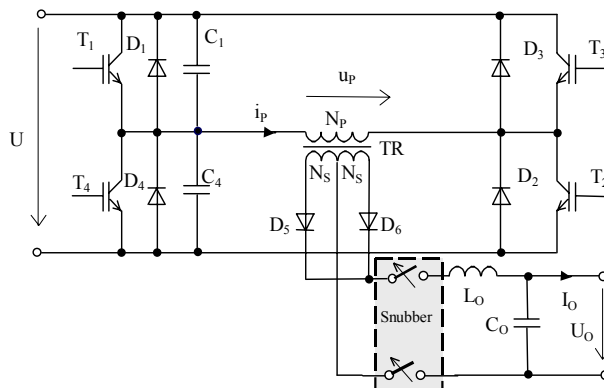 T1 D1 C1 D3 T3
uP
iP NP
U TR
NS NS
T4 D4 C4 D2 T2
D5 D6
LO IO
Snubber CO UO